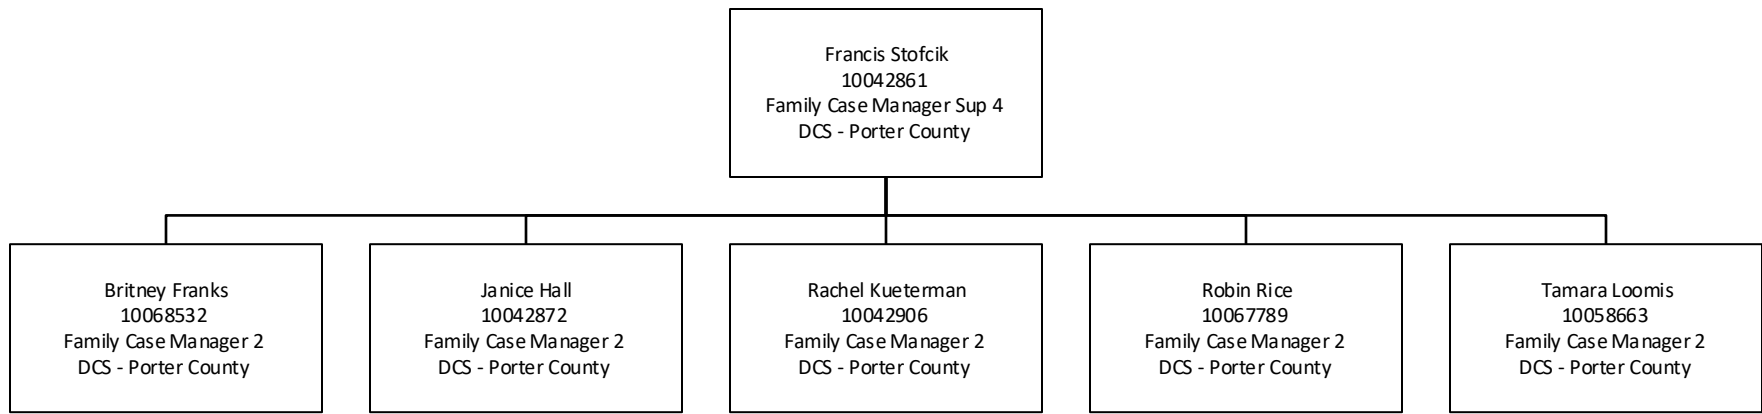 Francis Stofcik
10042861
Family Case Manager Sup 4
DCS - Porter County
Britney Franks
10068532
Family Case Manager 2
DCS - Porter County
Janice Hall
10042872
Family Case Manager 2
DCS - Porter County
Rachel Kueterman
10042906
Family Case Manager 2
DCS - Porter County
Robin Rice
10067789
Family Case Manager 2
DCS - Porter County
Tamara Loomis
10058663
Family Case Manager 2
DCS - Porter County